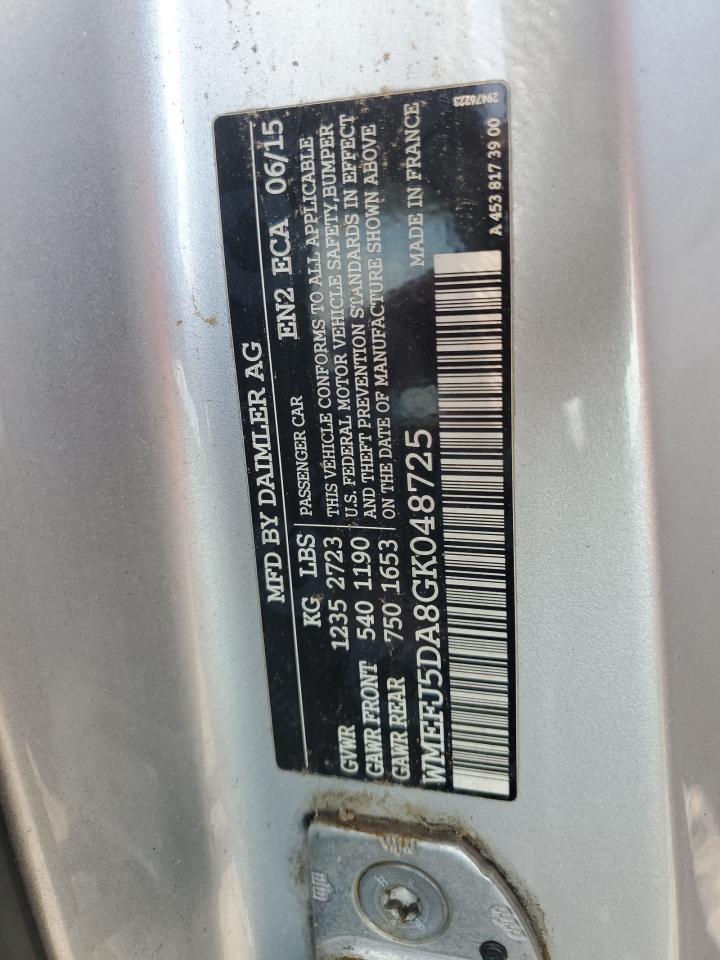 MFD BY DAIMLER AG EN2 ECA 06/15
KG LBS PASSENGER CAR
GVWR 1235 2723 THIS VEHICLE CONFORMS TO ALL APPLICABLE
GAWR FRONT 540 1190 U.S. FEDERAL MOTOR VEHICLE SAFETY,BUMPER
GAWR REAR 750 1653 AND THEFT PREVENTION STANDARDS IN EFFECT
ON THE DATE OF MANUFACTURE SHOWN ABOVE
WMEFJ5DA8GK048725 MADE IN FRANCE
A 453 817 39 00
29476223